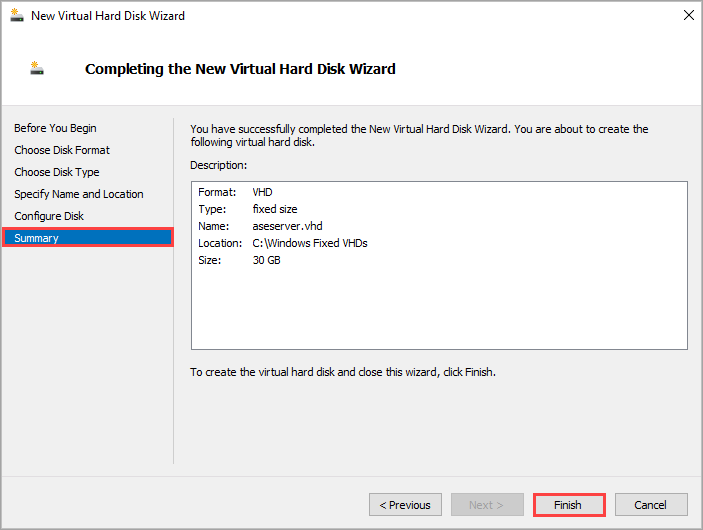 New Virtual Hard Disk Wizard
Completing the New Virtual Hard Disk Wizard
Before You Begin
Choose Disk Format
Choose Disk Type
Specify Name and Location
Configure Disk
Summary
You have successfully completed the New Virtual Hard Disk Wizard. You are about to create the
following virtual hard disk.
Description:
Format: VHD
Type: fixed size
Name: aseserver.vhd
Location: C:\Windows Fixed VHDs
Size: 30 GB
To create the virtual hard disk and close this wizard, click Finish.
< Previous
Next >
Finish
Cancel